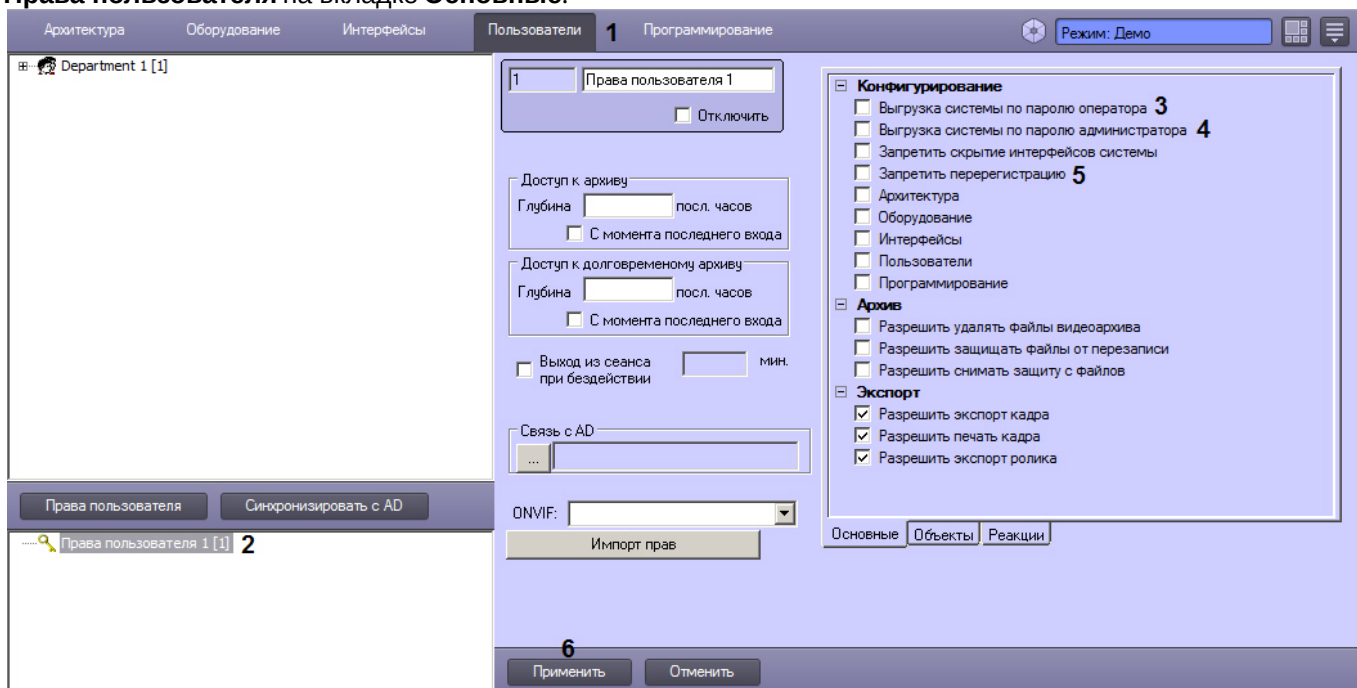 Права пользователя на вкладке Основные.
Архитектура Оборудование Интерфейсы Пользователи 1 Программирование Режим: Демо
Department 1 [1]
1 Права пользователя 1
Отключить
Доступ к архиву
Глубина посл. часов
С момента последнего входа
Доступ к долговременому архиву
Глубина посл. часов
С момента последнего входа
Выход из сеанса при бездействии мин.
Связь с AD
...
ONVIF:
Импорт прав
Конфигурирование
Выгрузка системы по паролю оператора 3
Выгрузка системы по паролю администратора 4
Запретить скрытие интерфейсов системы
Запретить перерегистрацию 5
Архитектура
Оборудование
Интерфейсы
Пользователи
Программирование
Архив
Разрешить удалять файлы видеоархива
Разрешить защищать файлы от перезаписи
Разрешить снимать защиту с файлов
Экспорт
Разрешить экспорт кадра
Разрешить печать кадра
Разрешить экспорт ролика
Основные Объекты Реакции
Права пользователя Синхронизировать с AD
Права пользователя 1 [1] 2
6
Применить Отменить